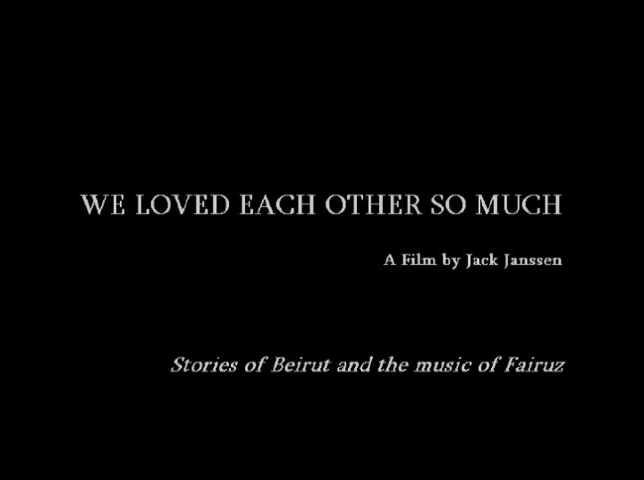 WE LOVED EACH OTHER SO MUCH
A Film by Jack Janssen
Stories of Beirut and the music of Fairuz